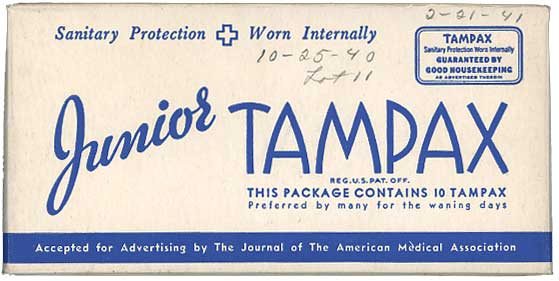 2-21-41
Sanitary Protection Worn Internally
10-25-40
Lot 11
TAMPAX
Sanitary Protection Worn Internally
GUARANTEED BY
GOOD HOUSEKEEPING
AS ADVERTISED THEREIN
Junior TAMPAX
REG. U.S. PAT. OFF.
THIS PACKAGE CONTAINS 10 TAMPAX
Preferred by many for the waning days
Accepted for Advertising by The Journal of The American Medical Association